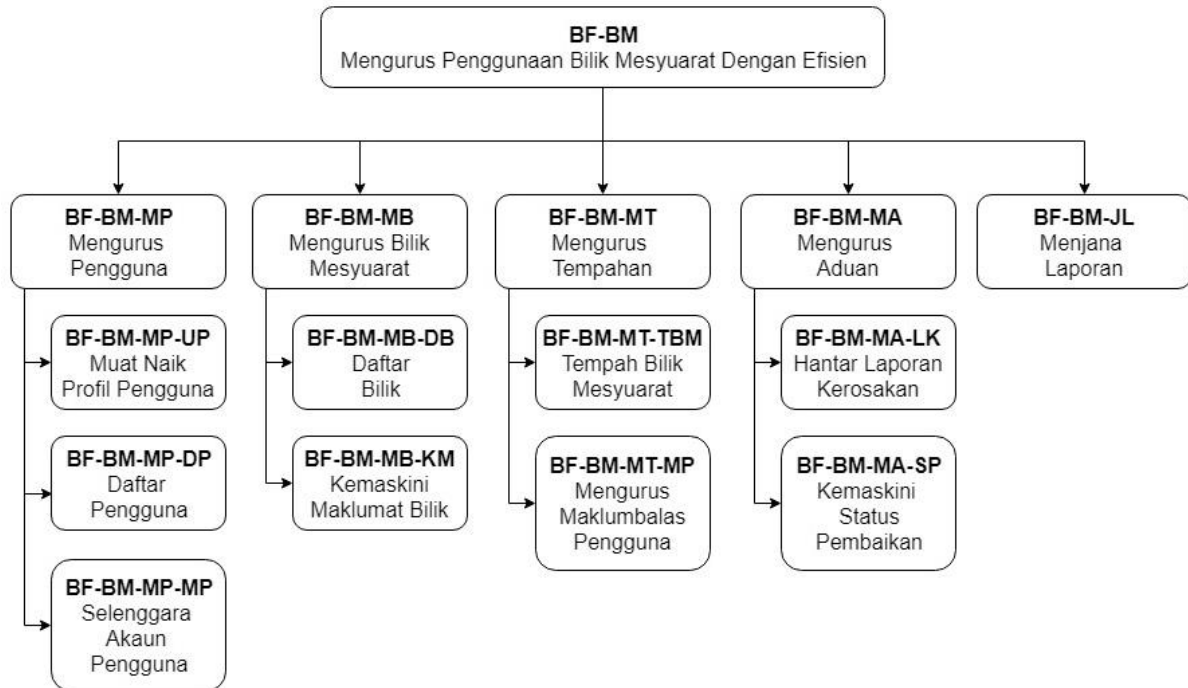 BF-BM
Mengurus Penggunaan Bilik Mesyuarat Dengan Efisien
BF-BM-MP
Mengurus
Pengguna
BF-BM-MB
Mengurus Bilik
Mesyuarat
BF-BM-MT
Mengurus
Tempahan
BF-BM-MA
Mengurus
Aduan
BF-BM-JL
Menjana
Laporan
BF-BM-MP-UP
Muat Naik
Profil Pengguna
BF-BM-MB-DB
Daftar
Bilik
BF-BM-MT-TBM
Tempah Bilik
Mesyuarat
BF-BM-MA-LK
Hantar Laporan
Kerosakan
BF-BM-MP-DP
Daftar
Pengguna
BF-BM-MB-KM
Kemaskini
Maklumat Bilik
BF-BM-MT-MP
Mengurus
Maklumbalas
Pengguna
BF-BM-MA-SP
Kemaskini
Status
Pembaikan
BF-BM-MP-MP
Selenggara
Akaun
Pengguna